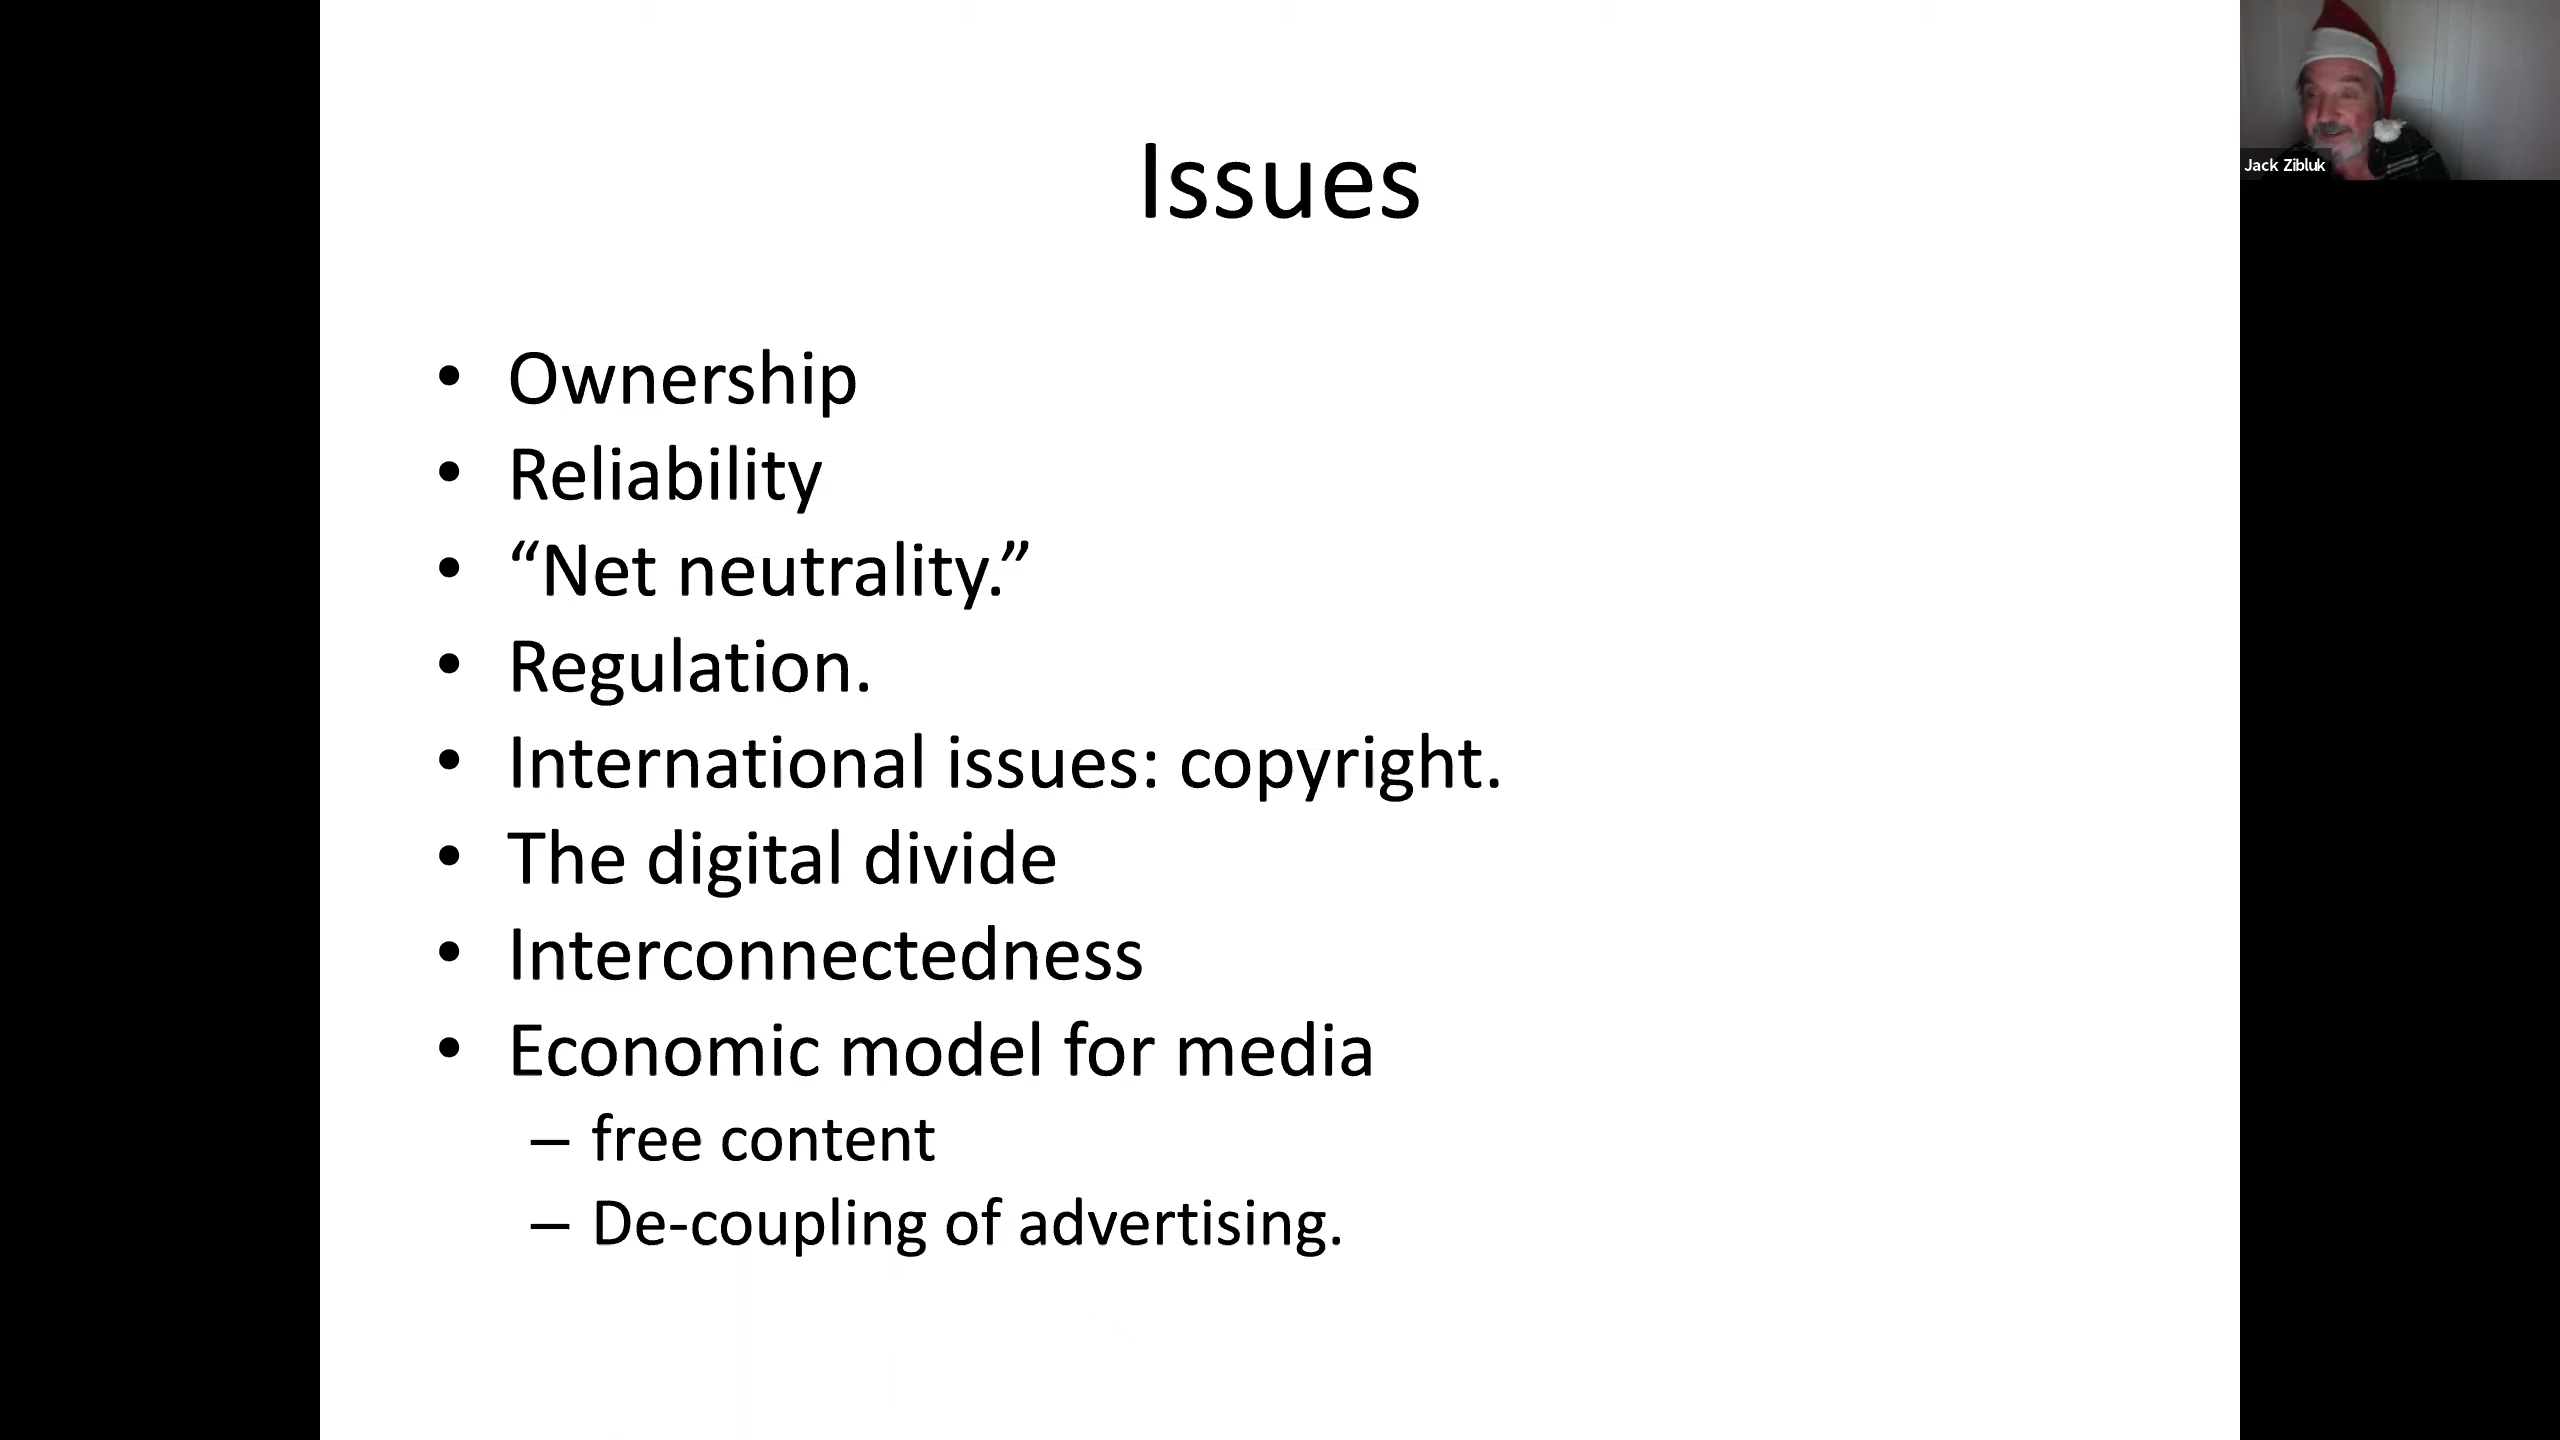 Issues
• Ownership
• Reliability
• “Net neutrality.”
• Regulation.
• International issues: copyright.
• The digital divide
• Interconnectedness
• Economic model for media
– free content
– De-coupling of advertising.
Jack Zibluk